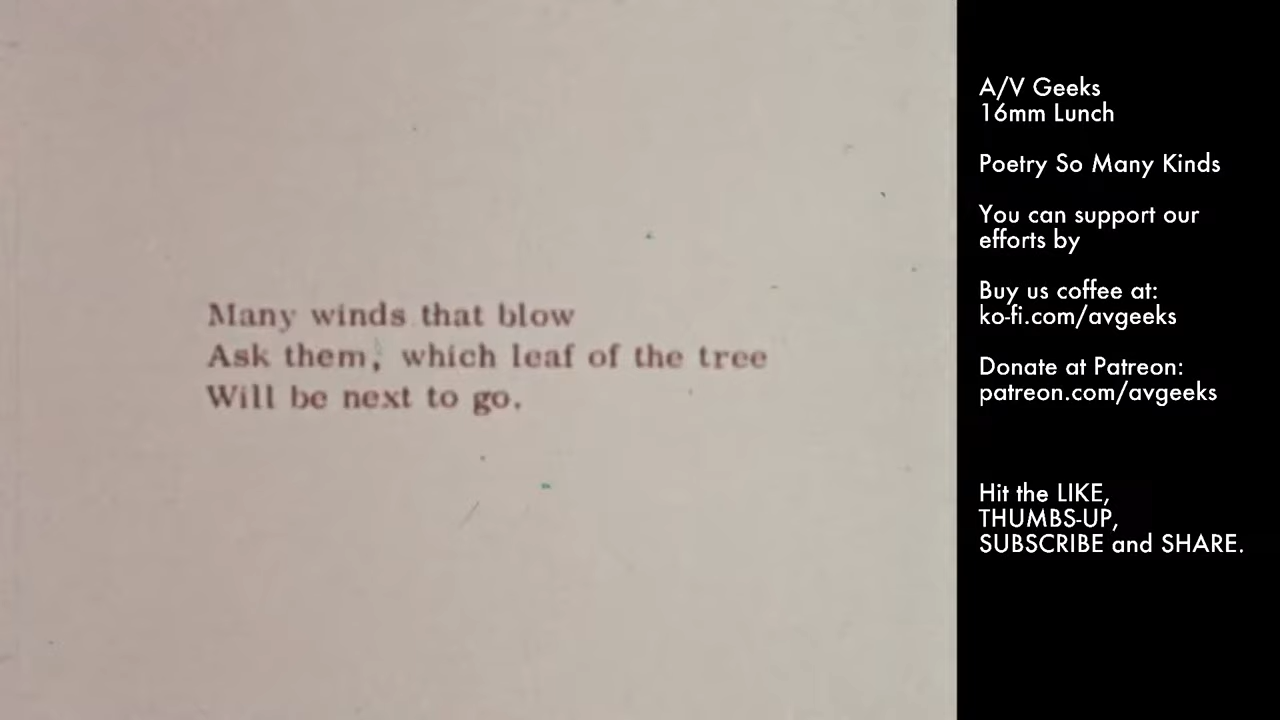 Many winds that blow
Ask them, which leaf of the tree
Will be next to go.
A/V Geeks
16mm Lunch
Poetry So Many Kinds
You can support our
efforts by
Buy us coffee at:
ko-fi.com/avgeeks
Donate at Patreon:
patreon.com/avgeeks
Hit the LIKE,
THUMBS-UP,
SUBSCRIBE and SHARE.